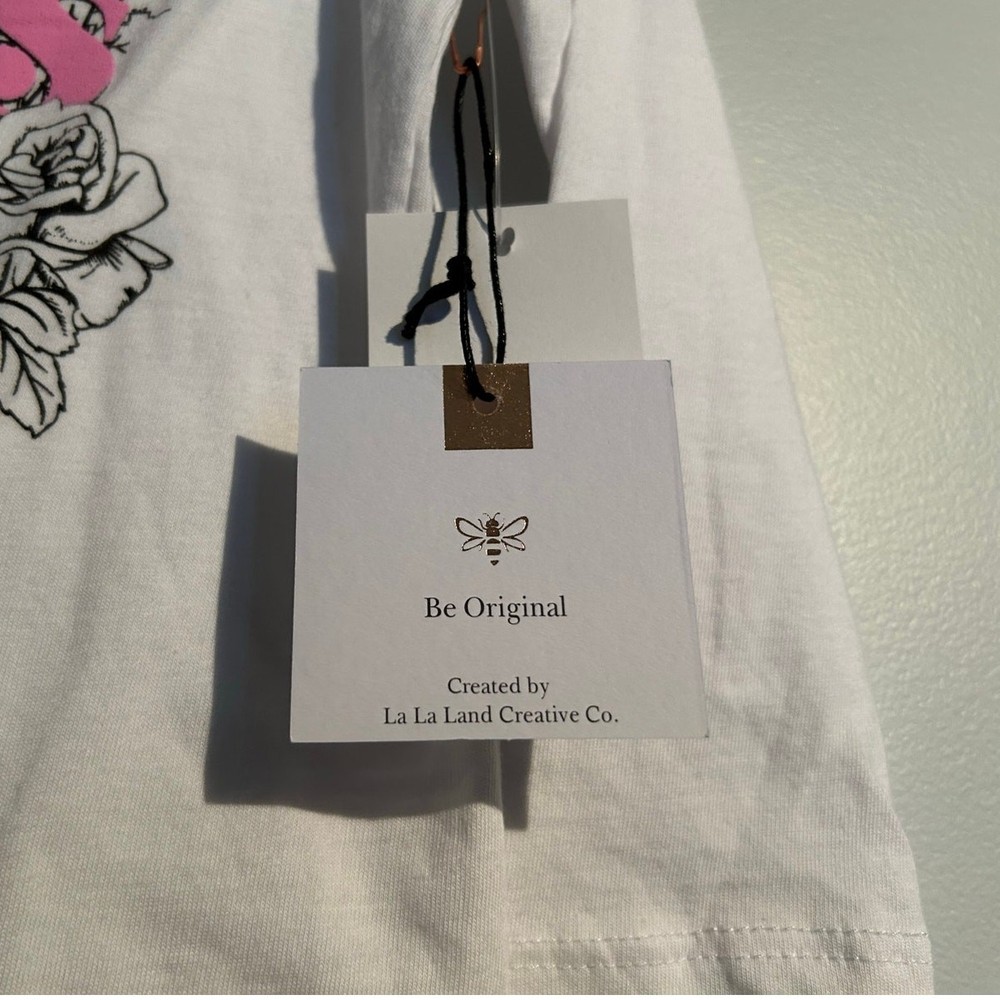 Be Original
Created by
La La Land Creative Co.